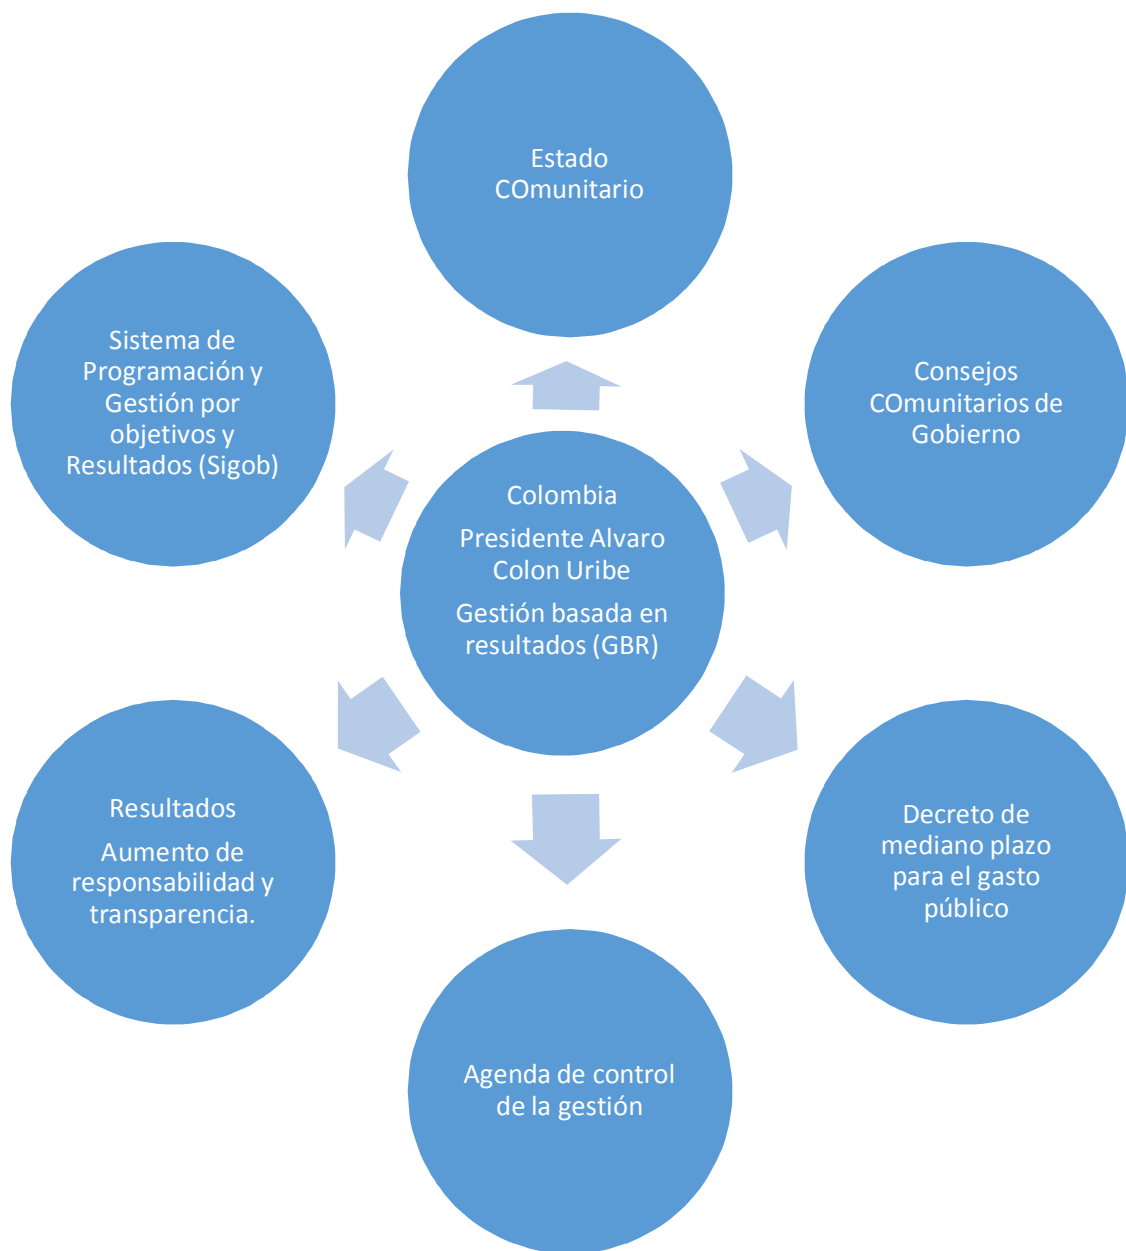 Estado
COmunitario
Consejos
COmunitarios de
Gobierno
Decreto de
mediano plazo
para el gasto
público
Agenda de control
de la gestión
Resultados
Aumento de
responsabilidad y
transparencia.
Sistema de
Programación y
Gestión por
objetivos y
Resultados (Sigob)
Colombia
Presidente Alvaro
Colon Uribe
Gestión basada en
resultados (GBR)